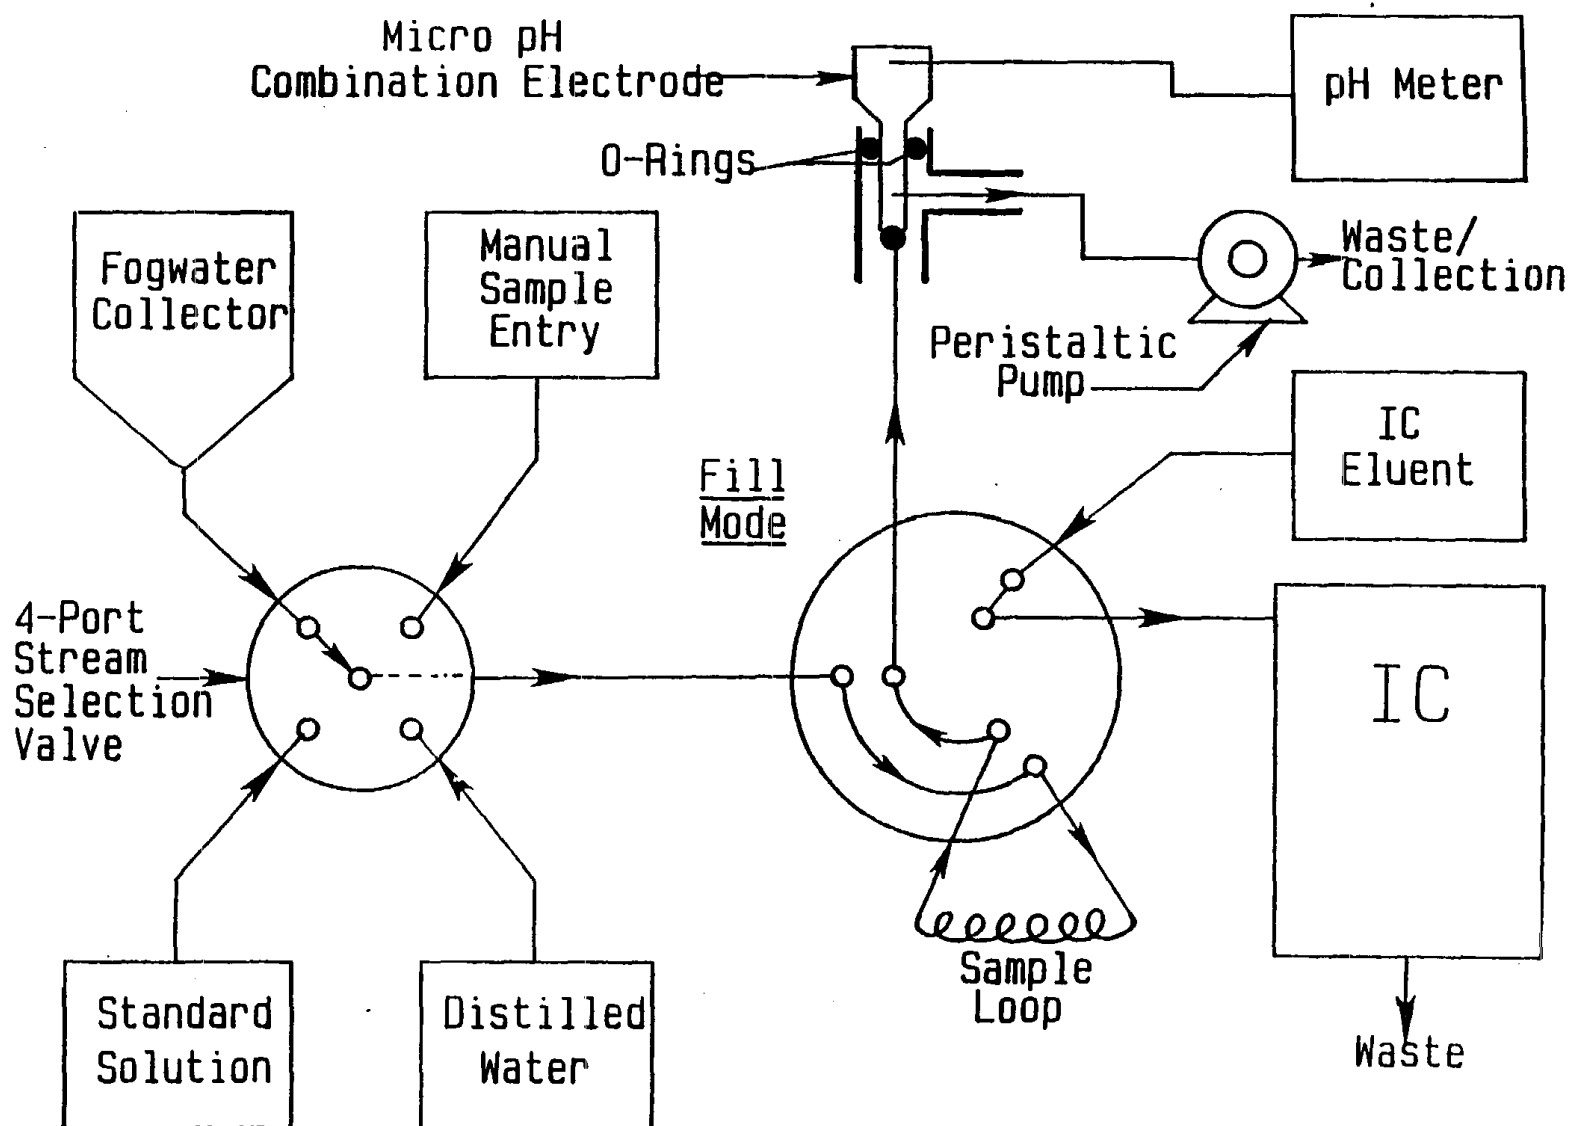 Micro pH
Combination Electrode
pH Meter
O-Rings
Fogwater
Collector
Manual
Sample
Entry
Waste/
Collection
Peristaltic
Pump
IC
Eluent
Fill
Mode
4-Port
Stream
Selection
Valve
IC
Sample
Loop
Standard
Solution
Distilled
Water
Waste